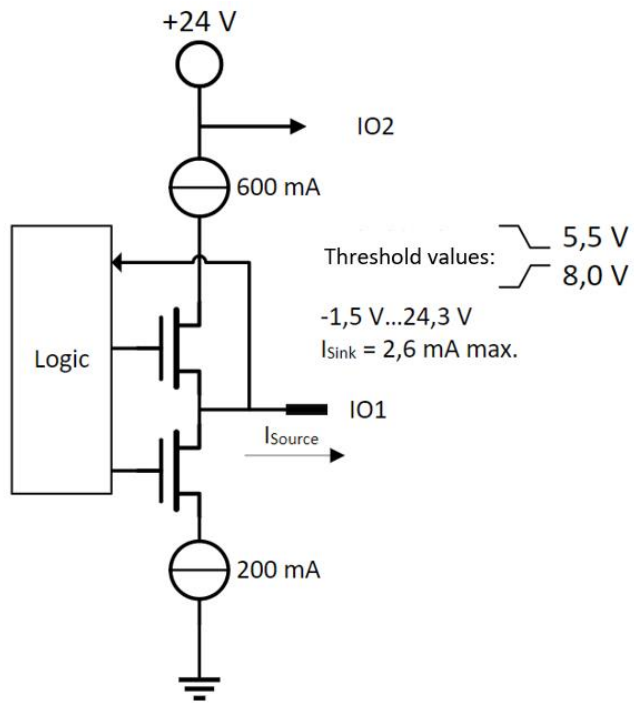 +24 V
IO2
600 mA
5,5 V
Threshold values:
8,0 V
-1,5 V...24,3 V
ISink = 2,6 mA max.
Logic
IO1
ISource
200 mA